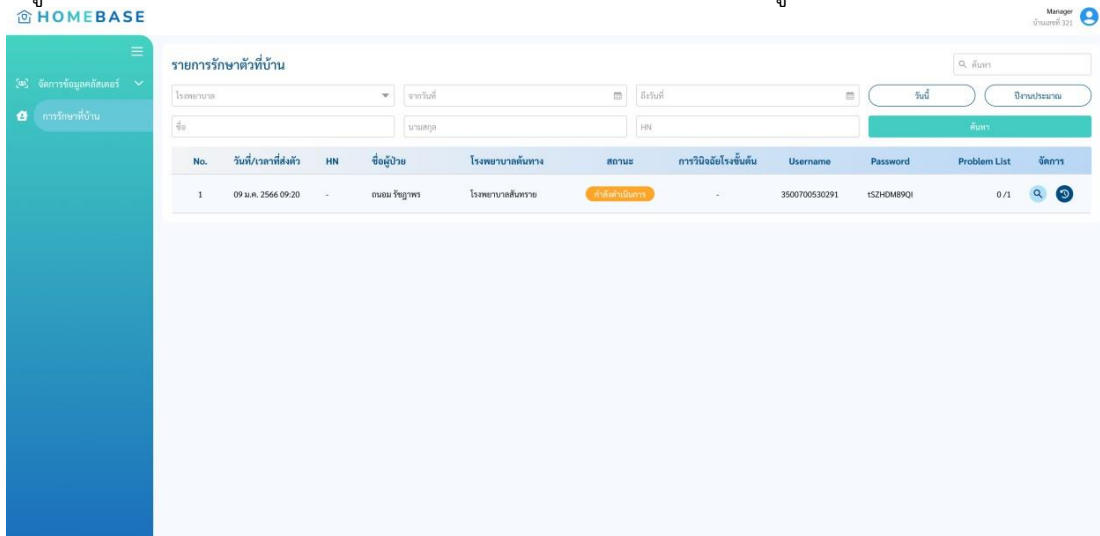 HOMEBASE
Manager
บ้านเลขที่ 321
จัดการข้อมูลคลัสเตอร์
การรักษาที่บ้าน
รายการรักษาตัวที่บ้าน
ค้นหา
โรงพยาบาล จากวันที่ ถึงวันที่ วันนี้ ปีงบประมาณ
ชื่อ นามสกุล HN ค้นหา
No. วันที่/เวลาที่ส่งตัว HN ชื่อผู้ป่วย โรงพยาบาลต้นทาง สถานะ การวินิจฉัยโรงขั้นต้น Username Password Problem List จัดการ
1 09 ม.ค. 2566 09:20 - ถนอม รัชฎาพร โรงพยาบาลสันทราย กำลังดำเนินการ - 3500700530291 tSZHDM89QI 0 /1